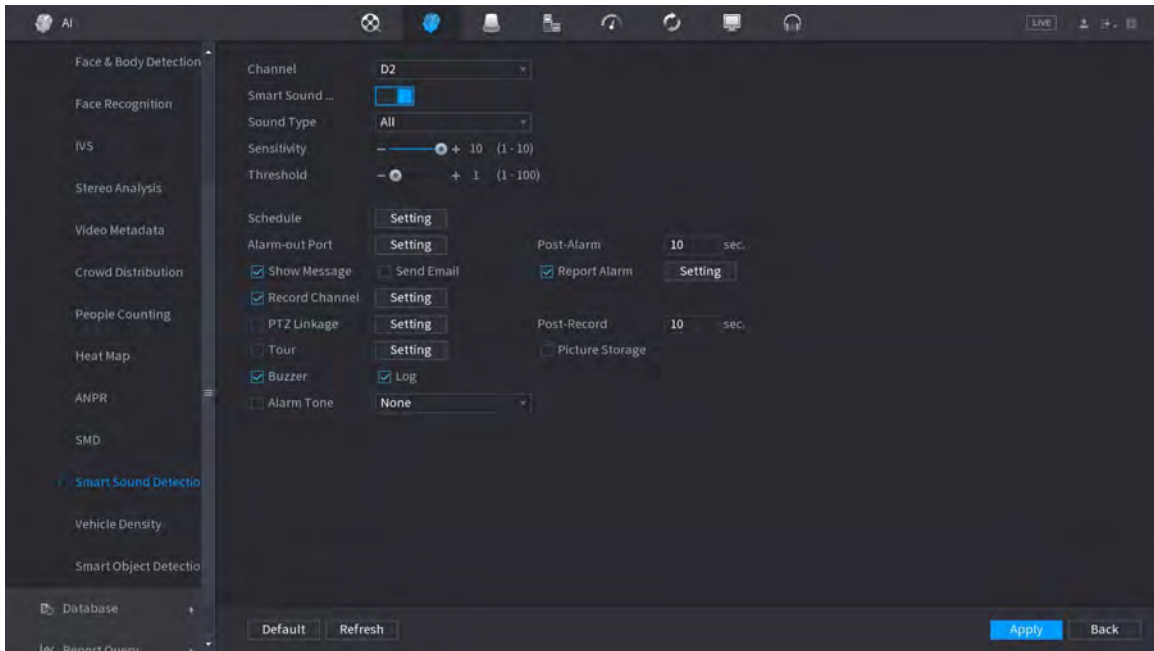 AI
LIVE
Face & Body Detection
Face Recognition
IVS
Stereo Analysis
Video Metadata
Crowd Distribution
People Counting
Heat Map
ANPR
SMD
Smart Sound Detectio
Vehicle Density
Smart Object Detectio
Database
Report Query
Channel D2
Smart Sound ...
Sound Type All
Sensitivity − + 10 (1 - 10)
Threshold − + 1 (1 - 100)
Schedule Setting
Alarm-out Port Setting Post-Alarm 10 sec.
Show Message Send Email Report Alarm Setting
Record Channel Setting
PTZ Linkage Setting Post-Record 10 sec.
Tour Setting Picture Storage
Buzzer Log
Alarm Tone None
Default Refresh Apply Back